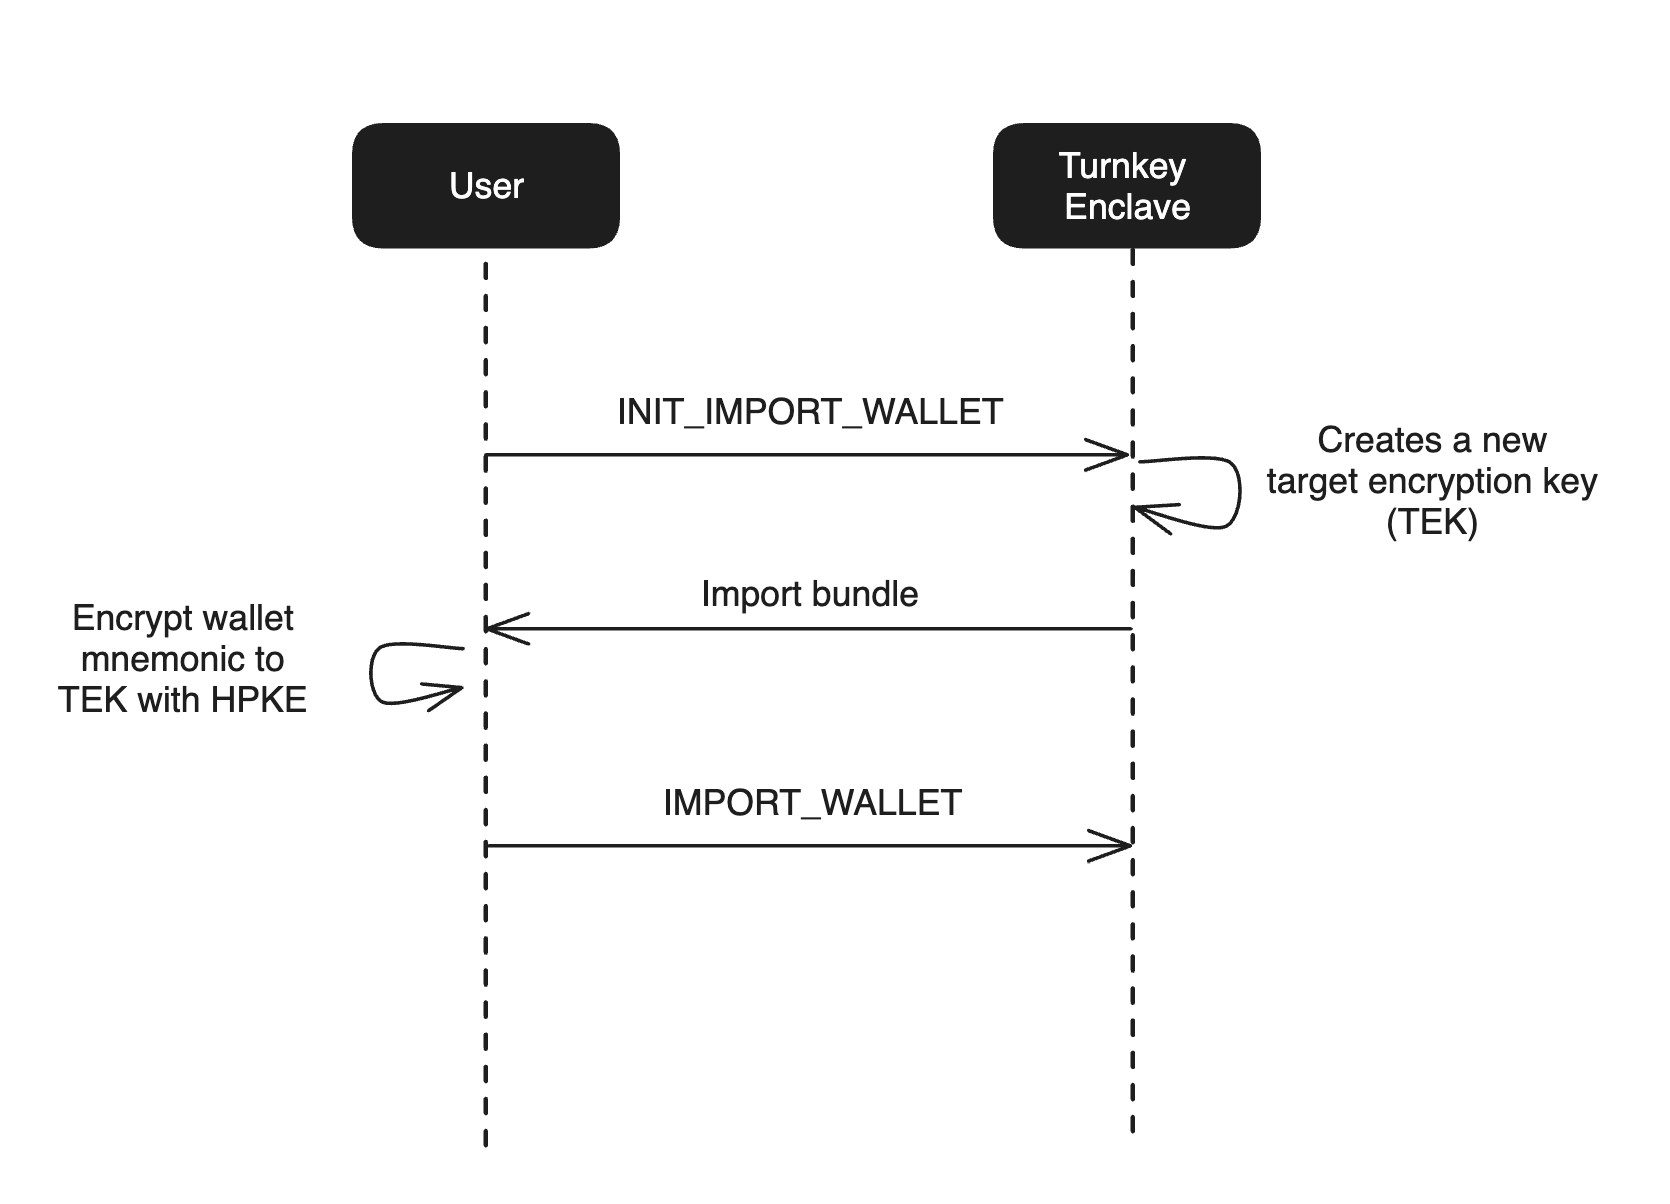 User
Turnkey
Enclave
INIT_IMPORT_WALLET
Creates a new
target encryption key
(TEK)
Import bundle
Encrypt wallet
mnemonic to
TEK with HPKE
IMPORT_WALLET